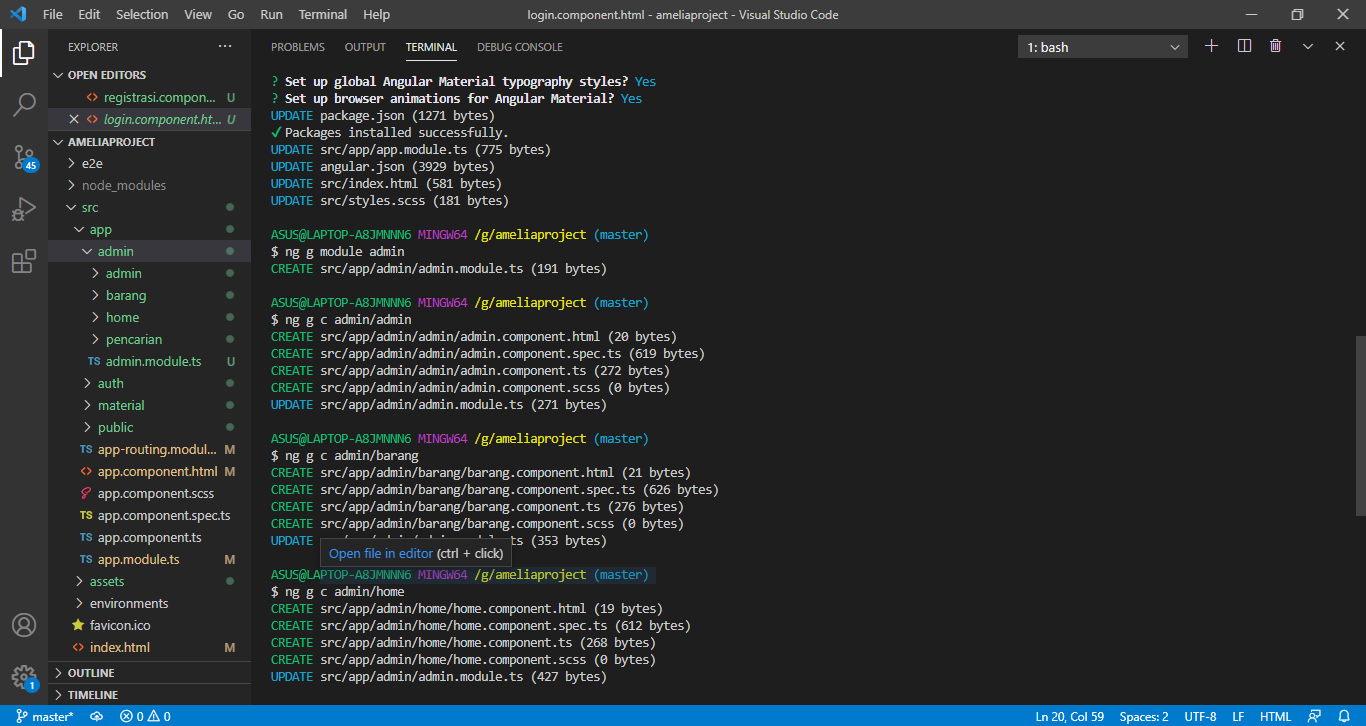 File Edit Selection View Go Run Terminal Help
login.component.html - ameliaproject - Visual Studio Code
EXPLORER
OPEN EDITORS
<> registrasi.compon... U
<> login.component.ht... U
AMELIAPROJECT
e2e
node_modules
src
app
admin
admin
barang
home
pencarian
TS admin.module.ts U
auth
material
public
TS app-routing.modul... M
<> app.component.html M
app.component.scss
TS app.component.spec.ts
TS app.component.ts
TS app.module.ts M
assets
environments
favicon.ico
<> index.html M
OUTLINE
TIMELINE
45
1
PROBLEMS OUTPUT TERMINAL DEBUG CONSOLE
1: bash
? Set up global Angular Material typography styles? Yes
? Set up browser animations for Angular Material? Yes
UPDATE package.json (1271 bytes)
✓ Packages installed successfully.
UPDATE src/app/app.module.ts (775 bytes)
UPDATE angular.json (3929 bytes)
UPDATE src/index.html (581 bytes)
UPDATE src/styles.scss (181 bytes)
ASUS@LAPTOP-A8JMNNN6 MINGW64 /g/ameliaproject (master)
$ ng g module admin
CREATE src/app/admin/admin.module.ts (191 bytes)
ASUS@LAPTOP-A8JMNNN6 MINGW64 /g/ameliaproject (master)
$ ng g c admin/admin
CREATE src/app/admin/admin/admin.component.html (20 bytes)
CREATE src/app/admin/admin/admin.component.spec.ts (619 bytes)
CREATE src/app/admin/admin/admin.component.ts (272 bytes)
CREATE src/app/admin/admin/admin.component.scss (0 bytes)
UPDATE src/app/admin/admin.module.ts (271 bytes)
ASUS@LAPTOP-A8JMNNN6 MINGW64 /g/ameliaproject (master)
$ ng g c admin/barang
CREATE src/app/admin/barang/barang.component.html (21 bytes)
CREATE src/app/admin/barang/barang.component.spec.ts (626 bytes)
CREATE src/app/admin/barang/barang.component.ts (276 bytes)
CREATE src/app/admin/barang/barang.component.scss (0 bytes)
UPDATE ts (353 bytes)
Open file in editor (ctrl + click)
ASUS@LAPTOP-A8JMNNN6 MINGW64 /g/ameliaproject (master)
$ ng g c admin/home
CREATE src/app/admin/home/home.component.html (19 bytes)
CREATE src/app/admin/home/home.component.spec.ts (612 bytes)
CREATE src/app/admin/home/home.component.ts (268 bytes)
CREATE src/app/admin/home/home.component.scss (0 bytes)
UPDATE src/app/admin/admin.module.ts (427 bytes)
master* 0 0 Ln 20, Col 59 Spaces: 2 UTF-8 LF HTML